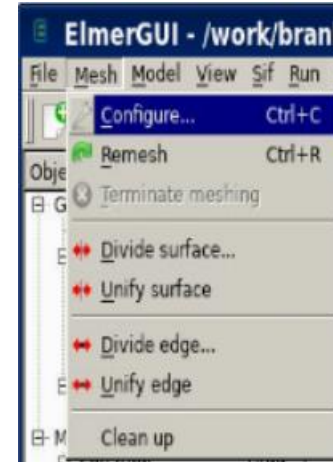 ElmerGUI - /work/bran
File Mesh Model View Sif Run
Configure... Ctrl+C
Remesh Ctrl+R
Obje
Terminate meshing
G
Divide surface...
Unify surface
Divide edge...
Unify edge
M
Clean up